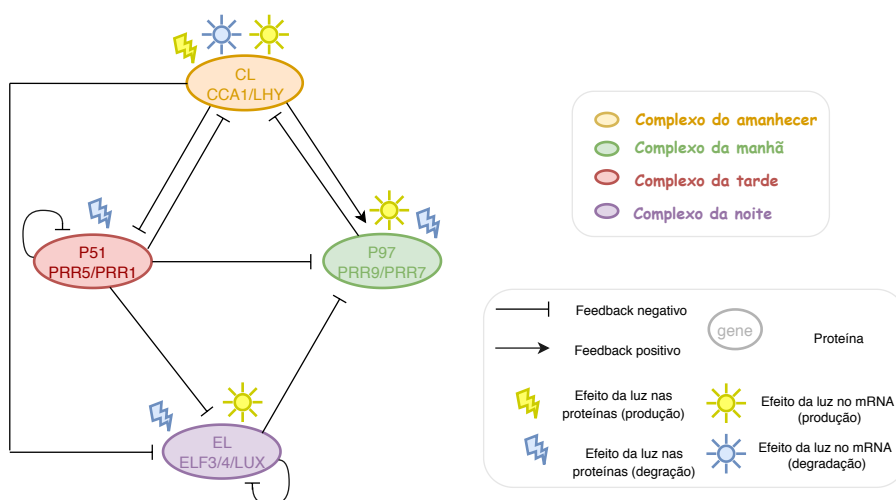 CL
CCA1/LHY
P51
PRR5/PRR1
P97
PRR9/PRR7
EL
ELF3/4/LUX
Complexo do amanhecer
Complexo da manhã
Complexo da tarde
Complexo da noite
Feedback negativo
Feedback positivo
gene
Proteína
Efeito da luz nas
proteínas (produção)
Efeito da luz no mRNA
(produção)
Efeito da luz nas
proteínas (degração)
Efeito da luz no mRNA
(degradação)